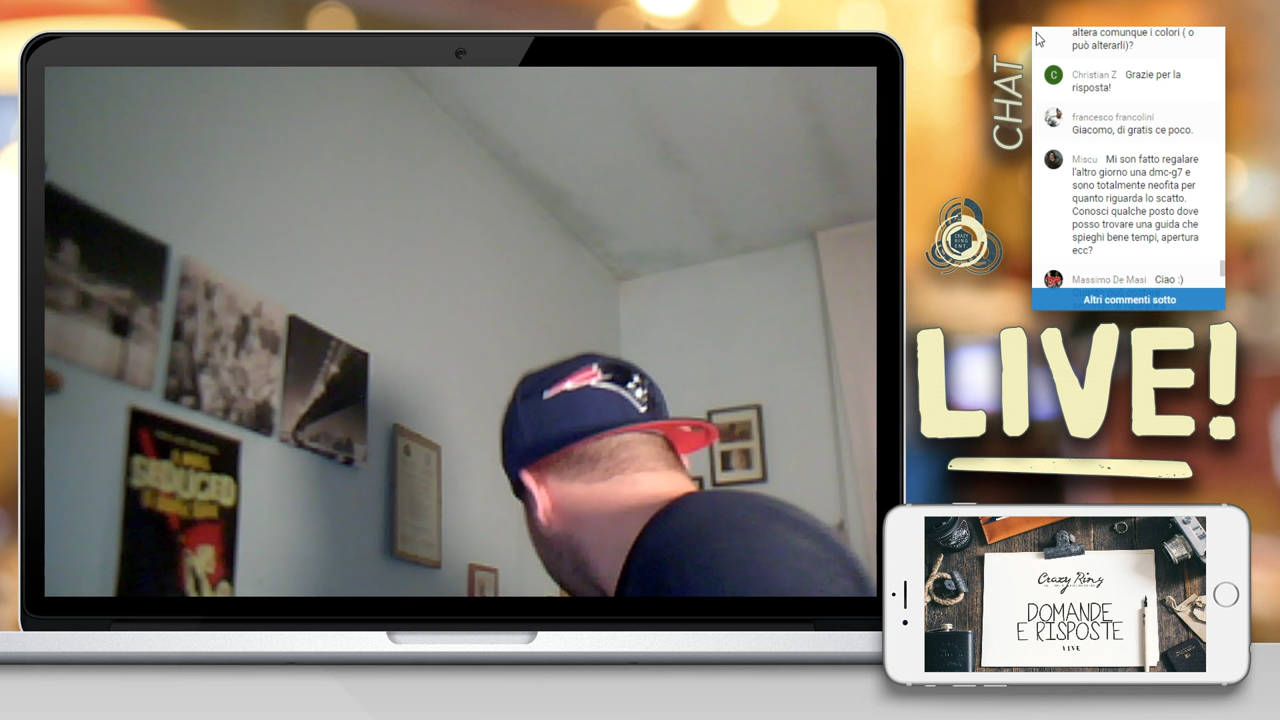 altera comunque i colori ( o
può alterarli)?
CHAT
C
Christian Z Grazie per la
risposta!
francesco francolini
Giacomo, di gratis ce poco.
Miscu Mi son fatto regalare
l'altro giorno una dmc-g7 e
sono totalmente neofita per
quanto riguarda lo scatto.
Conosci qualche posto dove
posso trovare una guida che
spieghi bene tempi, apertura
ecc?
Massimo De Masi Ciao :)
Altri commenti sotto
CRAZY
RING
ENT
LIVE!
SEDUCED
Crazy Ring
DOMANDE
E RISPOSTE
LIVE